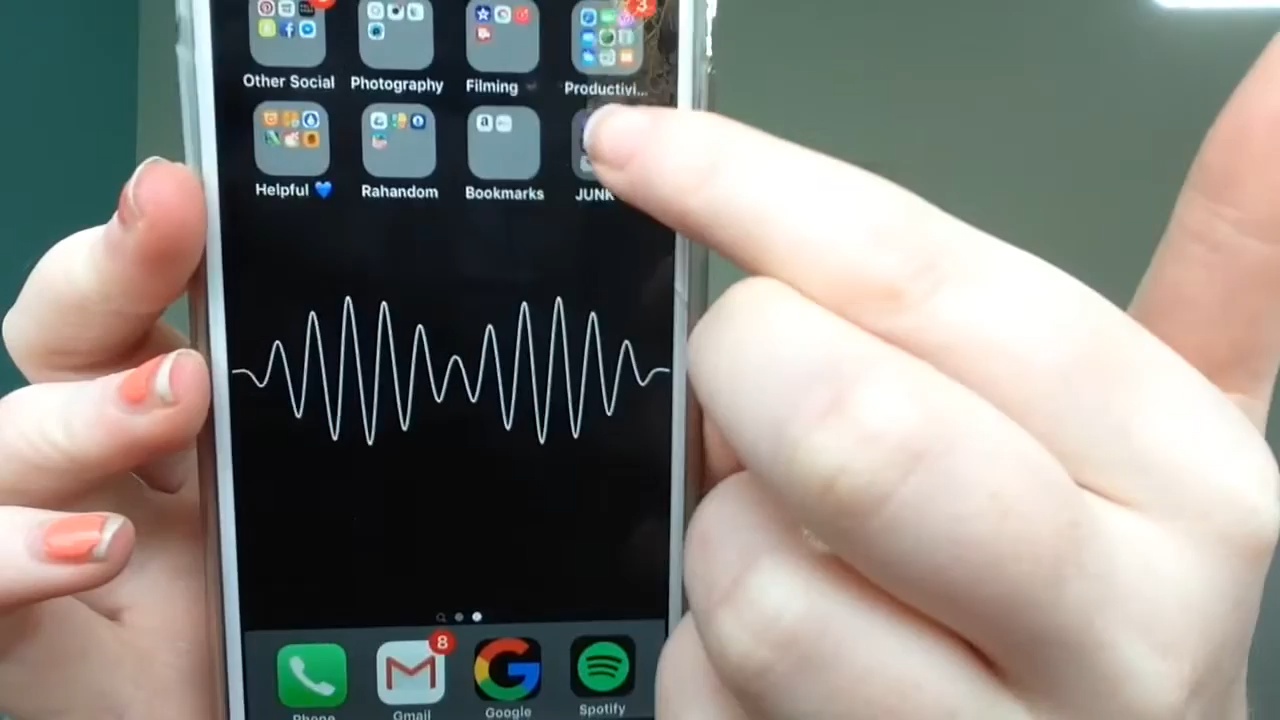 Other Social Photography Filming Productivi...
Helpful 💙 Rahandom Bookmarks JUNK
8
Phone Gmail Google Spotify